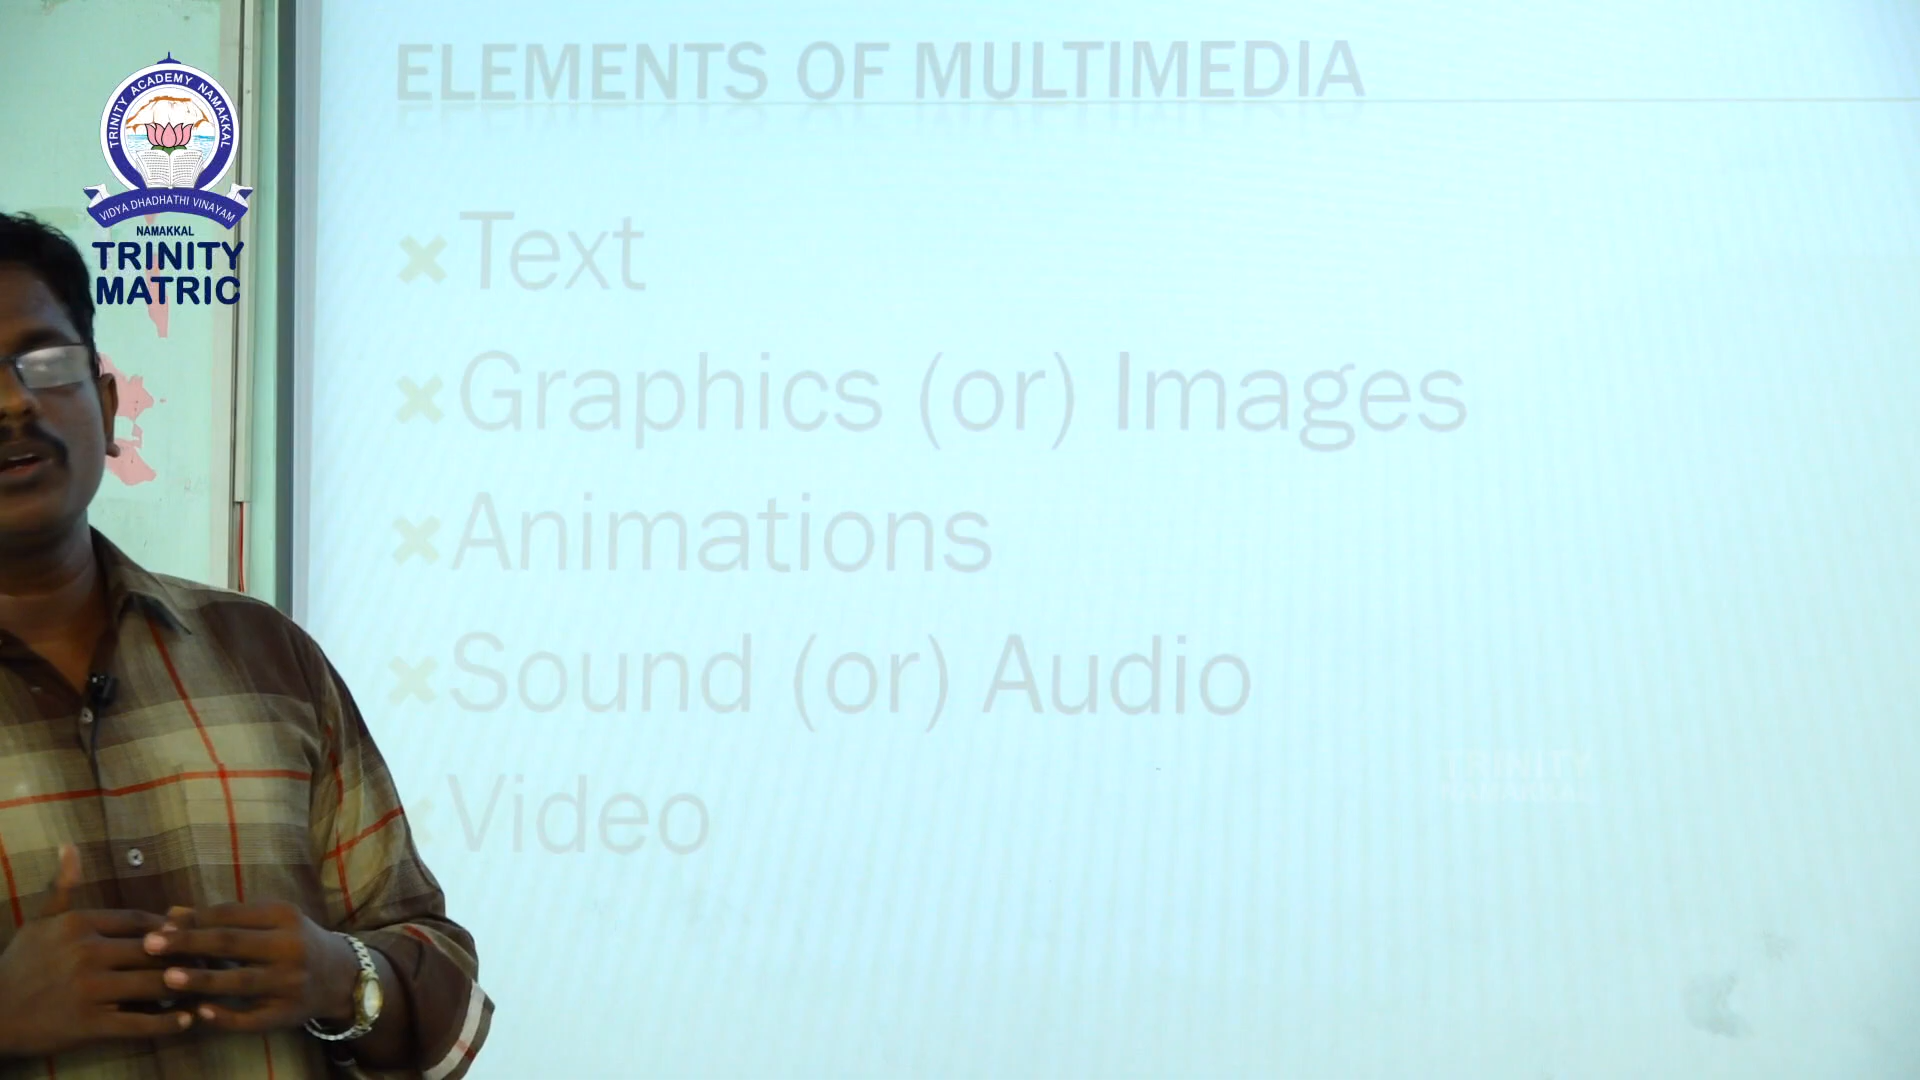 ELEMENTS OF MULTIMEDIA
TRINITY ACADEMY NAMAKKAL
VIDYA DHADHATHI VINAYAM
NAMAKKAL
TRINITY
MATRIC
Text
Graphics (or) Images
Animations
Sound (or) Audio
Video
TRINITY